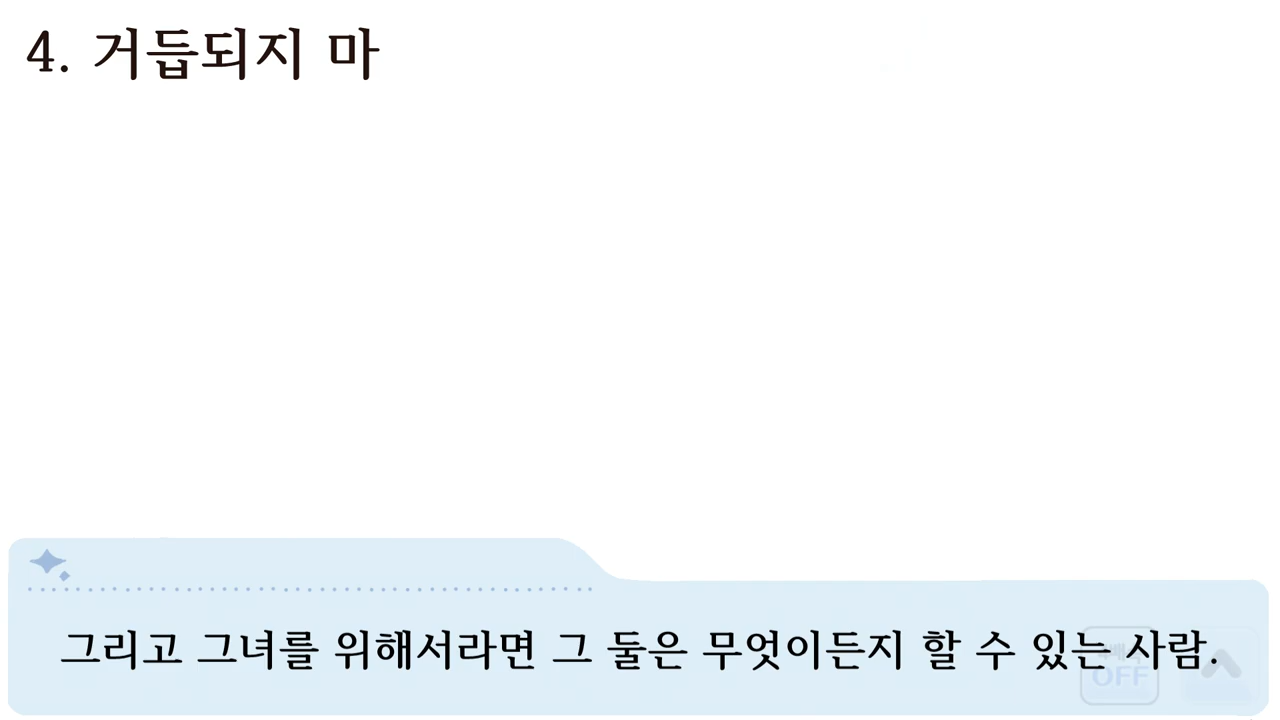 4. 거듭되지 마
그리고 그녀를 위해서라면 그 둘은 무엇이든지 할 수 있는 사람.
OFF